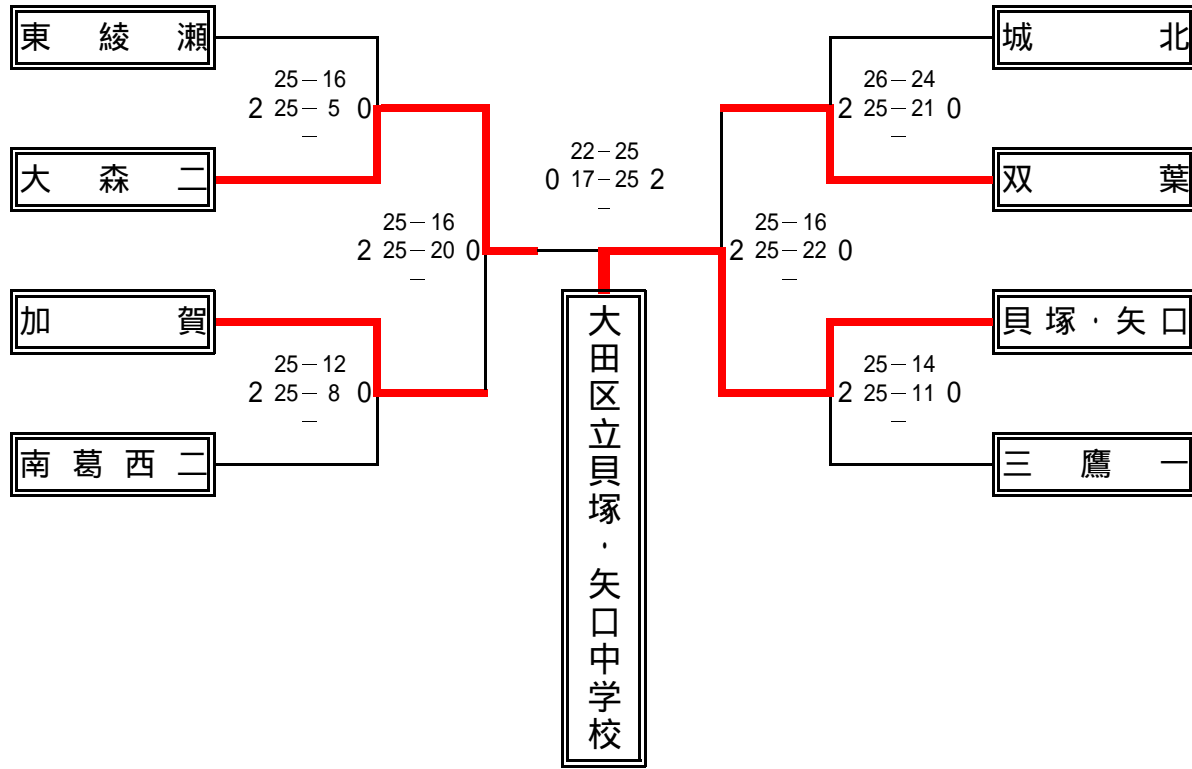 東綾瀬
城北
25－16
2 25－5 0
－
26－24
2 25－21 0
－
大森二
22－25
0 17－25 2
－
双葉
25－16
2 25－20 0
－
25－16
2 25－22 0
－
加賀
大田区立貝塚・矢口中学校
貝塚・矢口
25－12
2 25－8 0
－
25－14
2 25－11 0
－
南葛西二
三鷹一